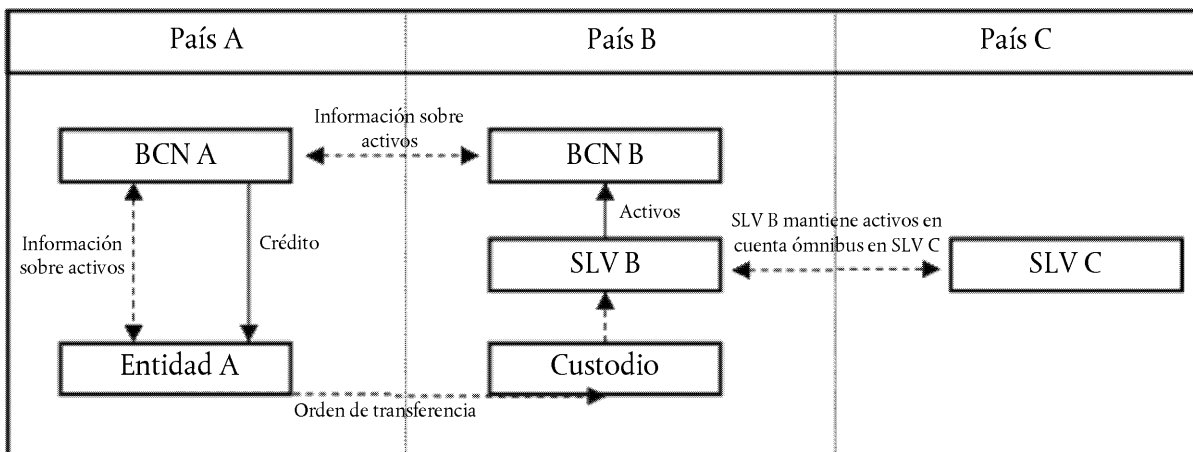 País A
País B
País C
Información sobre
activos
BCN A
BCN B
Activos
SLV B mantiene activos en
cuenta ómnibus en SLV C
Información
sobre activos
Crédito
SLV B
SLV C
Entidad A
Custodio
Orden de transferencia